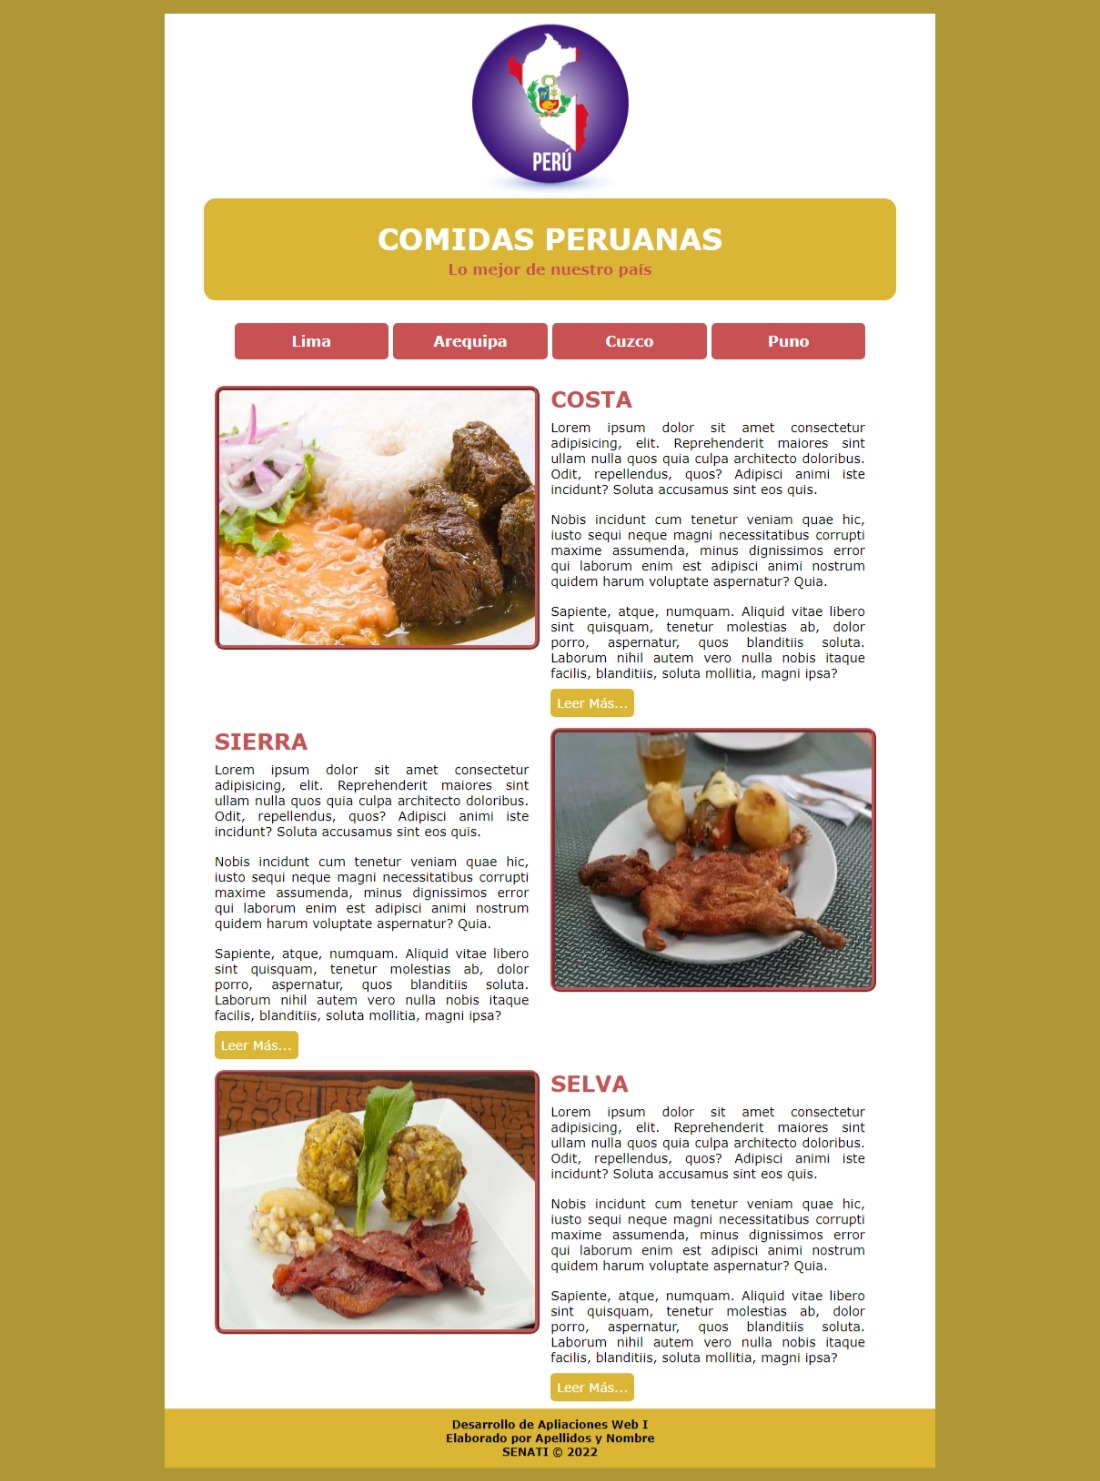 PERÚ
COMIDAS PERUANAS
Lo mejor de nuestro país
Lima Arequipa Cuzco Puno
COSTA
Lorem ipsum dolor sit amet consectetur
adipisicing, elit. Reprehenderit maiores sint
ullam nulla quos quia culpa architecto doloribus.
Odit, repellendus, quos? Adipisci animi iste
incidunt? Soluta accusamus sint eos quis.
Nobis incidunt cum tenetur veniam quae hic,
iusto sequi neque magni necessitatibus corrupti
maxime assumenda, minus dignissimos error
qui laborum enim est adipisci animi nostrum
quidem harum voluptate aspernatur? Quia.
Sapiente, atque, numquam. Aliquid vitae libero
sint quisquam, tenetur molestias ab, dolor
porro, aspernatur, quos blanditiis soluta.
Laborum nihil autem vero nulla nobis itaque
facilis, blanditiis, soluta mollitia, magni ipsa?
Leer Más...
SIERRA
Lorem ipsum dolor sit amet consectetur
adipisicing, elit. Reprehenderit maiores sint
ullam nulla quos quia culpa architecto doloribus.
Odit, repellendus, quos? Adipisci animi iste
incidunt? Soluta accusamus sint eos quis.
Nobis incidunt cum tenetur veniam quae hic,
iusto sequi neque magni necessitatibus corrupti
maxime assumenda, minus dignissimos error
qui laborum enim est adipisci animi nostrum
quidem harum voluptate aspernatur? Quia.
Sapiente, atque, numquam. Aliquid vitae libero
sint quisquam, tenetur molestias ab, dolor
porro, aspernatur, quos blanditiis soluta.
Laborum nihil autem vero nulla nobis itaque
facilis, blanditiis, soluta mollitia, magni ipsa?
Leer Más...
SELVA
Lorem ipsum dolor sit amet consectetur
adipisicing, elit. Reprehenderit maiores sint
ullam nulla quos quia culpa architecto doloribus.
Odit, repellendus, quos? Adipisci animi iste
incidunt? Soluta accusamus sint eos quis.
Nobis incidunt cum tenetur veniam quae hic,
iusto sequi neque magni necessitatibus corrupti
maxime assumenda, minus dignissimos error
qui laborum enim est adipisci animi nostrum
quidem harum voluptate aspernatur? Quia.
Sapiente, atque, numquam. Aliquid vitae libero
sint quisquam, tenetur molestias ab, dolor
porro, aspernatur, quos blanditiis soluta.
Laborum nihil autem vero nulla nobis itaque
facilis, blanditiis, soluta mollitia, magni ipsa?
Leer Más...
Desarrollo de Apliaciones Web I
Elaborado por Apellidos y Nombre
SENATI © 2022